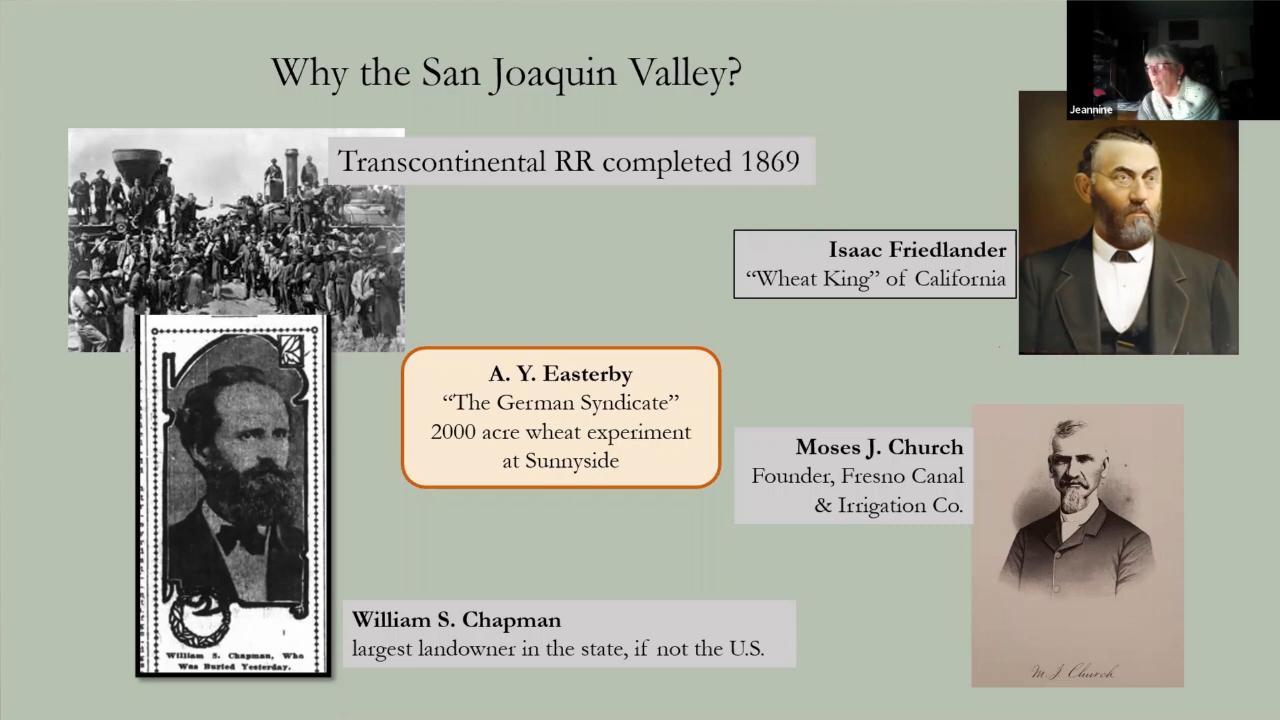 Why the San Joaquin Valley?
Jeannine
Transcontinental RR completed 1869
Isaac Friedlander
“Wheat King” of California
A. Y. Easterby
“The German Syndicate”
2000 acre wheat experiment
at Sunnyside
Moses J. Church
Founder, Fresno Canal
& Irrigation Co.
William S. Chapman
largest landowner in the state, if not the U.S.
William S. Chapman, Who
Was Buried Yesterday.
M. J. Church